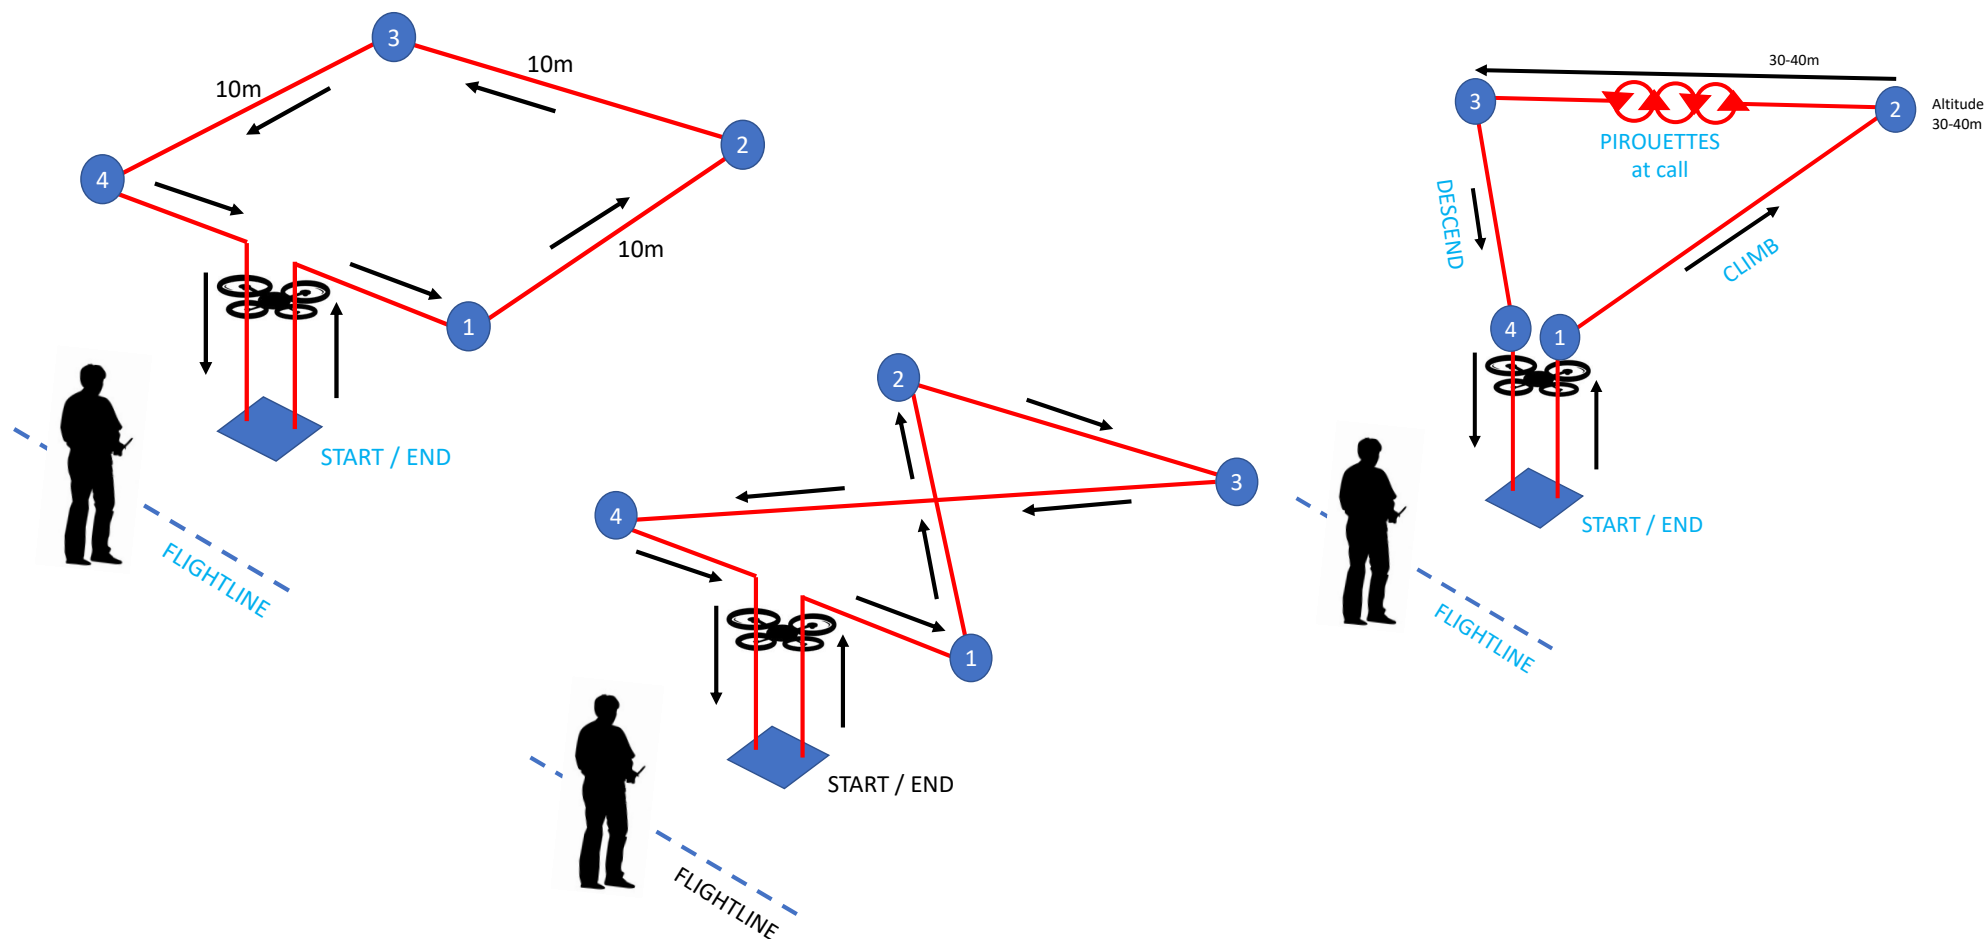 3
10m
10m
2
4
10m
1
START / END
FLIGHTLINE
2
3
4
1
START / END
FLIGHTLINE
30-40m
3
2
Altitude
30-40m
PIROUETTES
at call
DESCEND
CLIMB
4
1
START / END
FLIGHTLINE